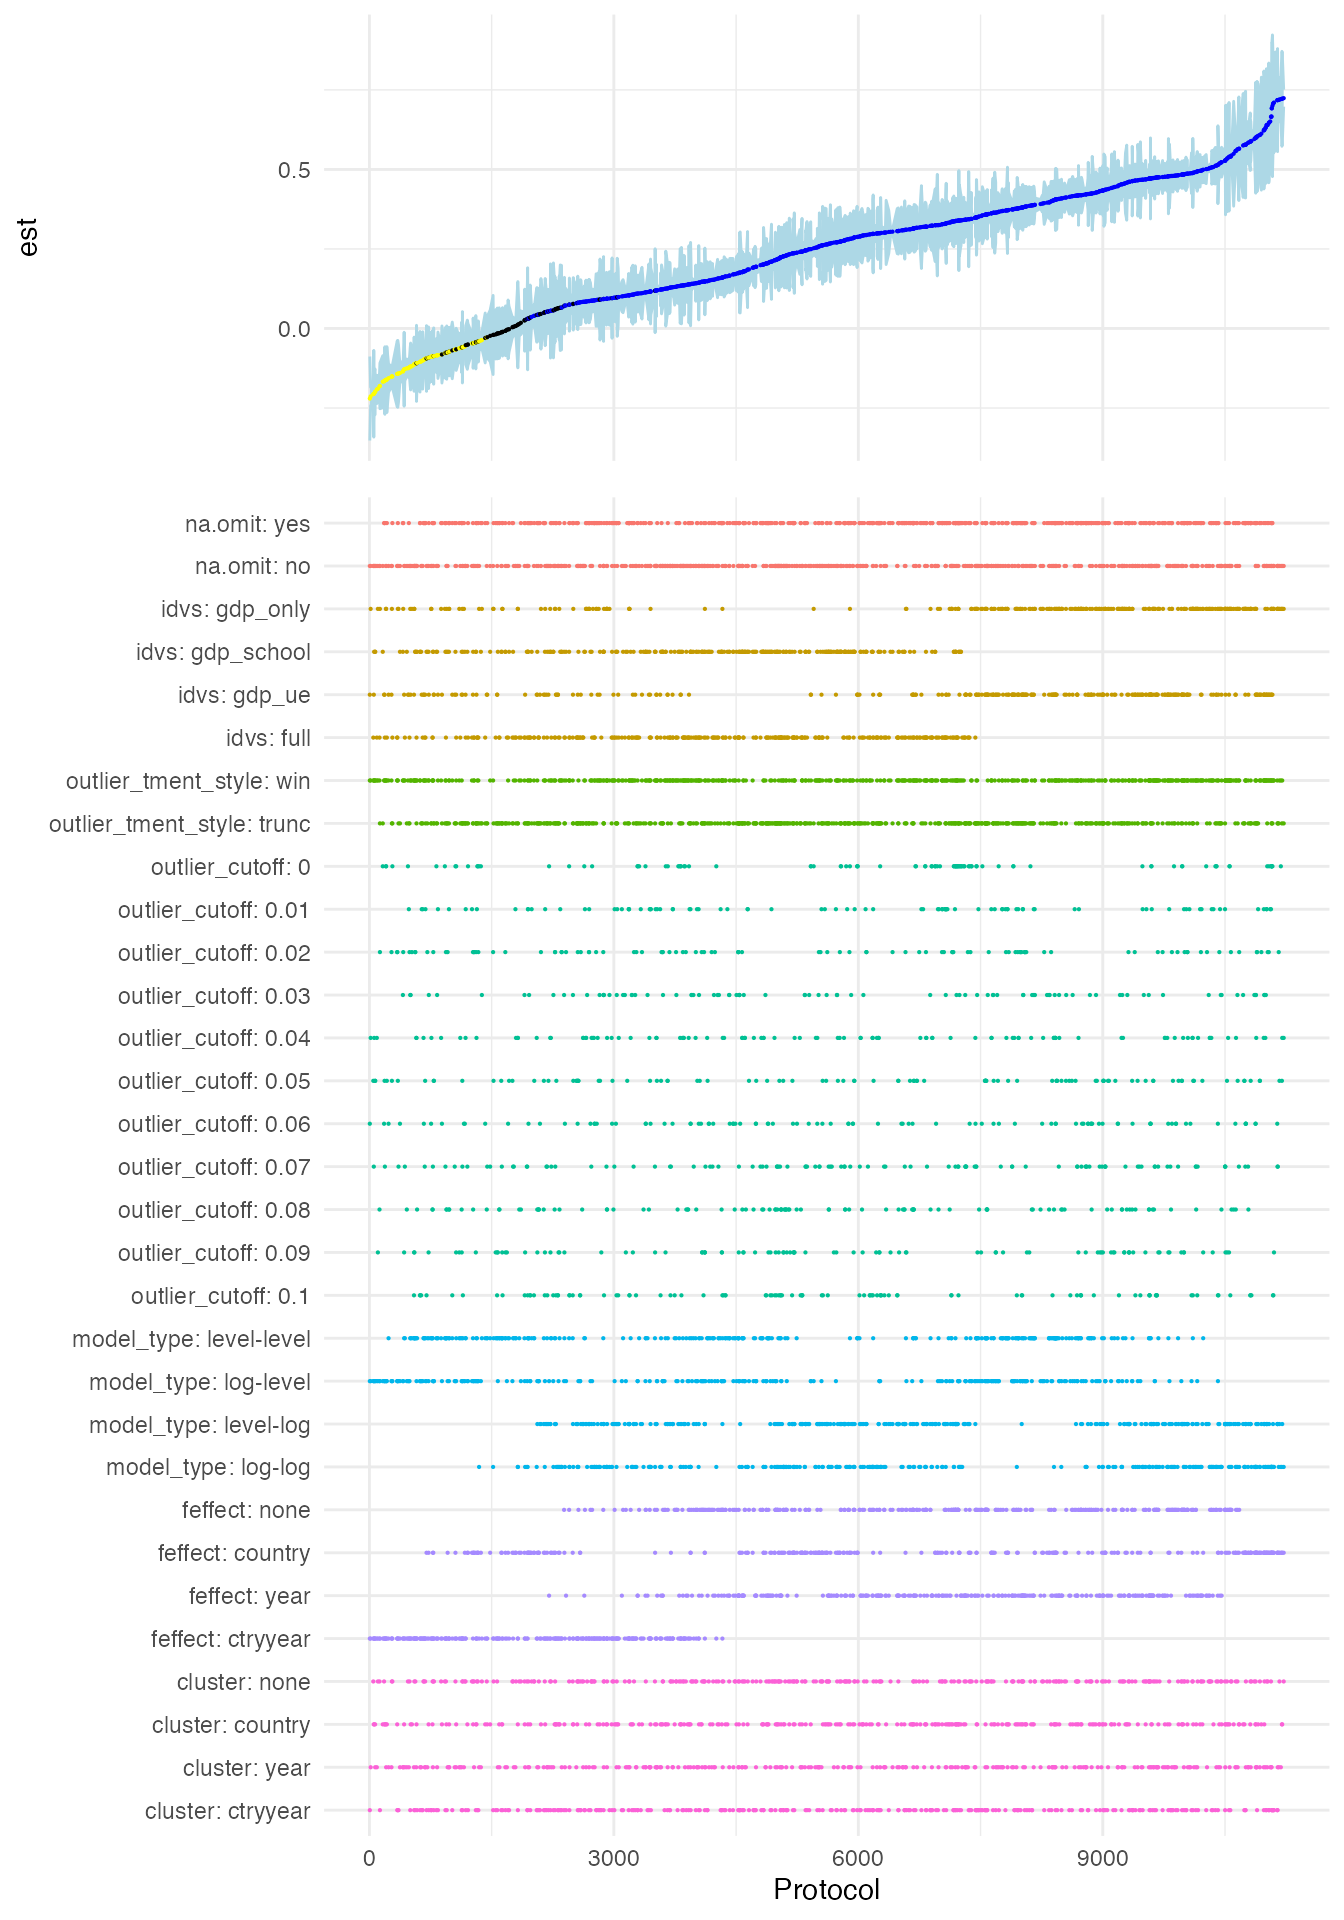 est
0.5
0.0
na.omit: yes
na.omit: no
idvs: gdp_only
idvs: gdp_school
idvs: gdp_ue
idvs: full
outlier_tment_style: win
outlier_tment_style: trunc
outlier_cutoff: 0
outlier_cutoff: 0.01
outlier_cutoff: 0.02
outlier_cutoff: 0.03
outlier_cutoff: 0.04
outlier_cutoff: 0.05
outlier_cutoff: 0.06
outlier_cutoff: 0.07
outlier_cutoff: 0.08
outlier_cutoff: 0.09
outlier_cutoff: 0.1
model_type: level-level
model_type: log-level
model_type: level-log
model_type: log-log
feffect: none
feffect: country
feffect: year
feffect: ctryyear
cluster: none
cluster: country
cluster: year
cluster: ctryyear
0 3000 6000 9000
Protocol